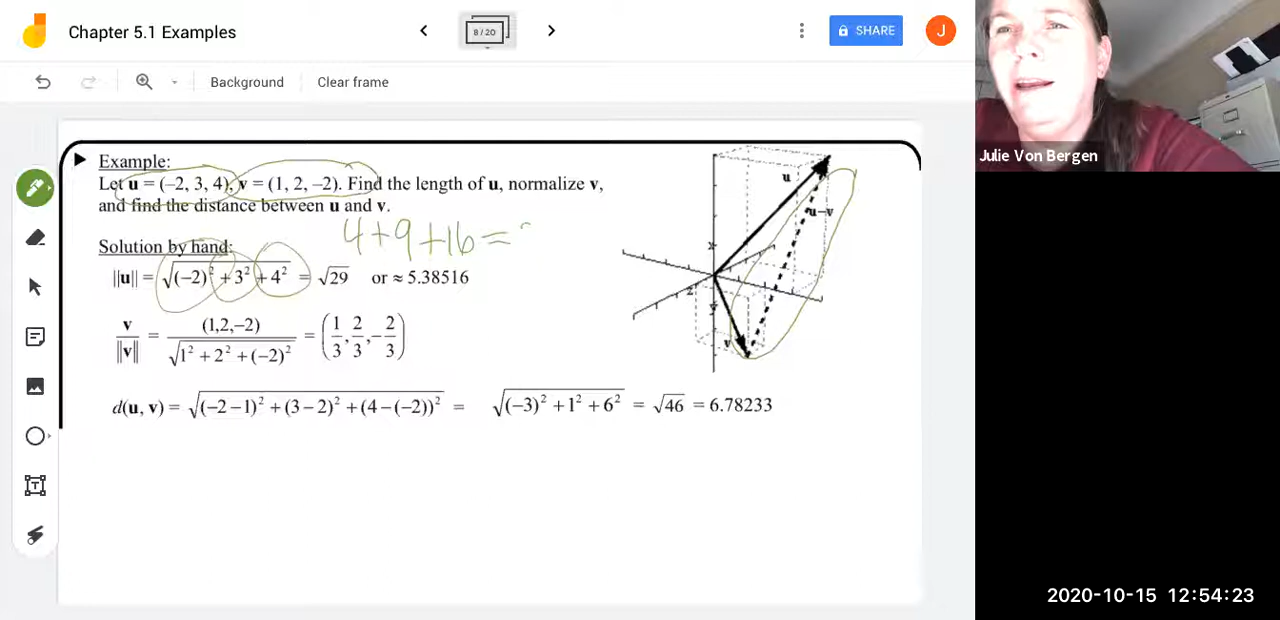 Chapter 5.1 Examples
8 / 20
SHARE
J
Background
Clear frame
Julie Von Bergen
Example:
Let u = (–2, 3, 4), v = (1, 2, –2). Find the length of u, normalize v,
and find the distance between u and v.
4+9+16=
Solution by hand:
||u|| = √(–2)² + 3² + 4² = √29 or ≈ 5.38516
v/||v|| = (1,2,–2)/√1² + 2² + (–2)² = (1/3, 2/3, –2/3)
d(u, v) = √(–2 – 1)² + (3 – 2)² + (4 – (–2))² = √(–3)² + 1² + 6² = √46 = 6.78233
u
u–v
x
z
y
v
2020-10-15 12:54:23